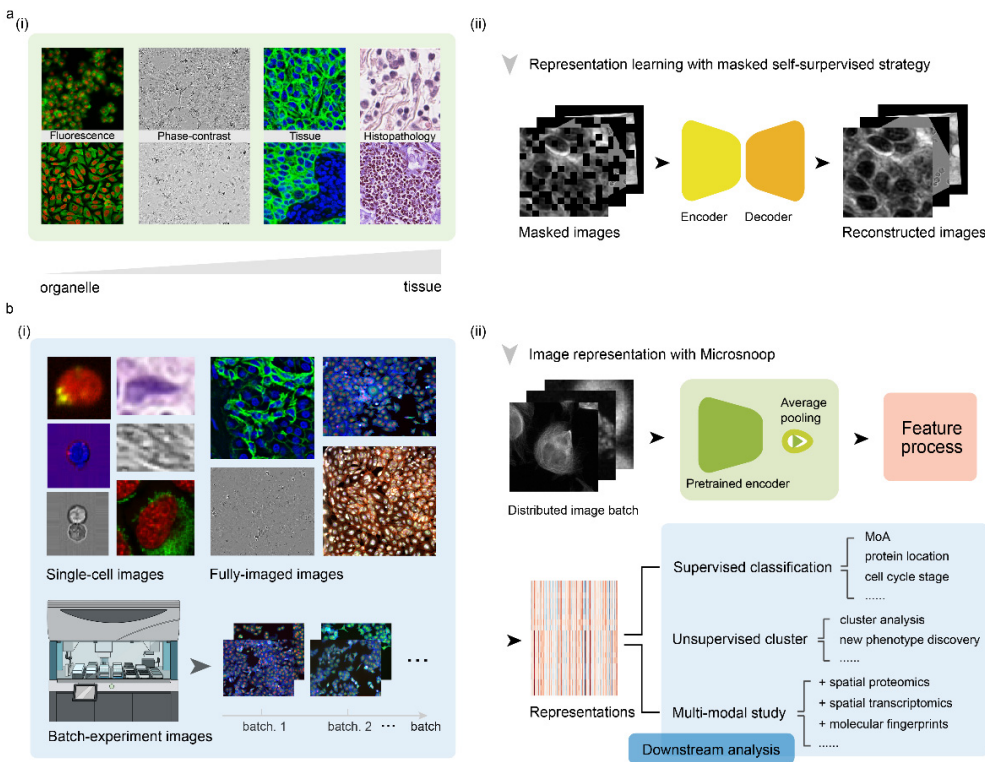 a
(i)
Fluorescence
Phase-contrast
Tissue
Histopathology
organelle
tissue
(ii)
Representation learning with masked self-surpervised strategy
Encoder
Decoder
Masked images
Reconstructed images
b
(i)
Single-cell images
Fully-imaged images
Batch-experiment images
...
batch. 1
batch. 2
...
batch
(ii)
Image representation with Microsnoop
Distributed image batch
Pretrained encoder
Average
pooling
Feature
process
Representations
Supervised classification
MoA
protein location
cell cycle stage
......
Unsupervised cluster
cluster analysis
new phenotype discovery
......
Multi-modal study
+ spatial proteomics
+ spatial transcriptomics
+ molecular fingerprints
......
Downstream analysis